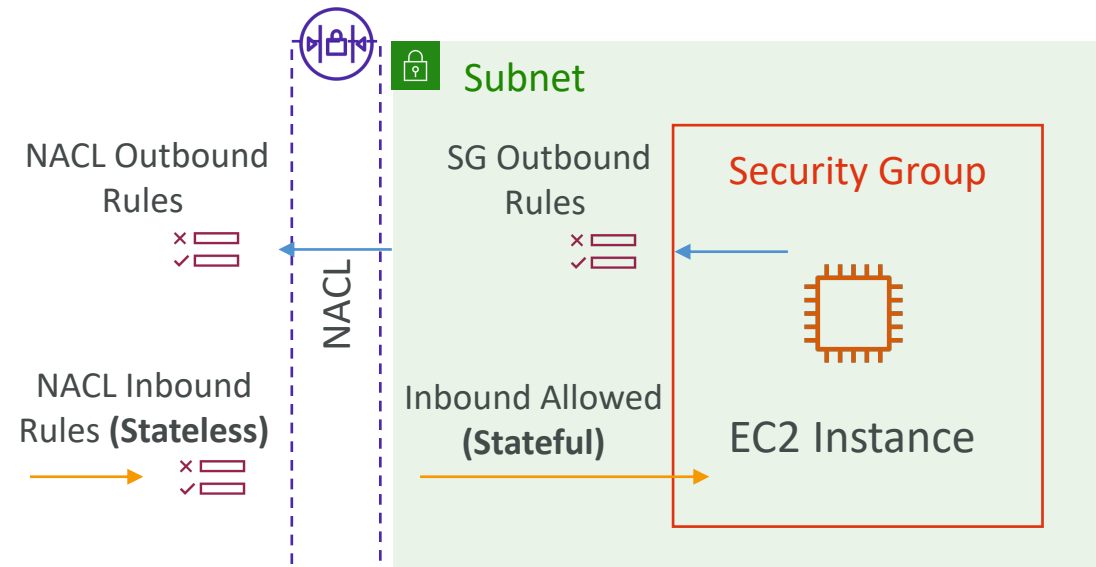 Subnet
NACL Outbound
Rules
SG Outbound
Rules
Security Group
NACL
NACL Inbound
Rules (Stateless)
Inbound Allowed
(Stateful)
EC2 Instance